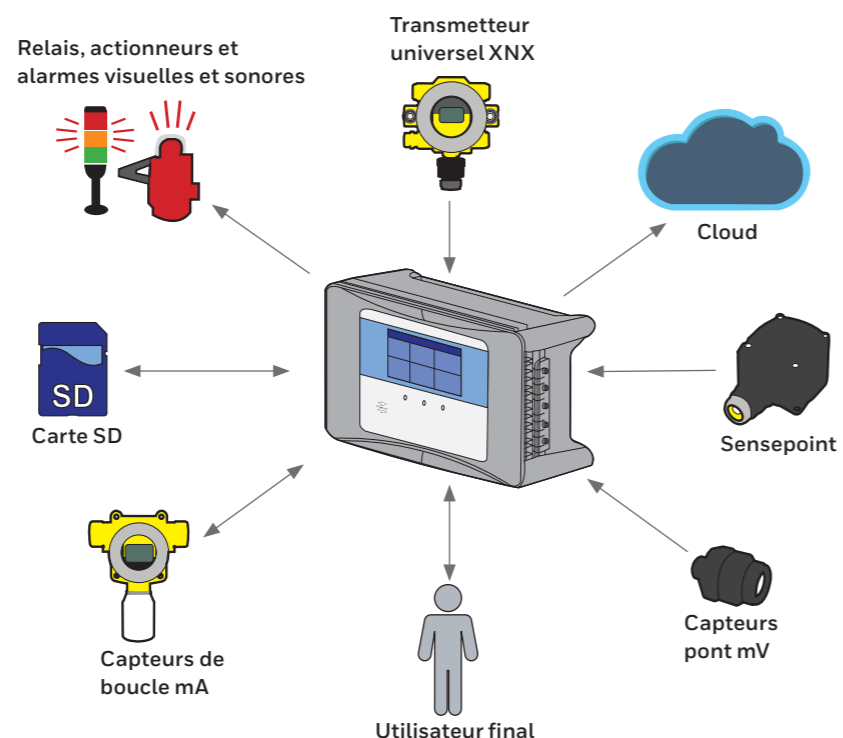 Transmetteur
universel XNX
Relais, actionneurs et
alarmes visuelles et sonores
Cloud
SD
Carte SD
Sensepoint
Capteurs de
boucle mA
Capteurs
pont mV
Utilisateur final